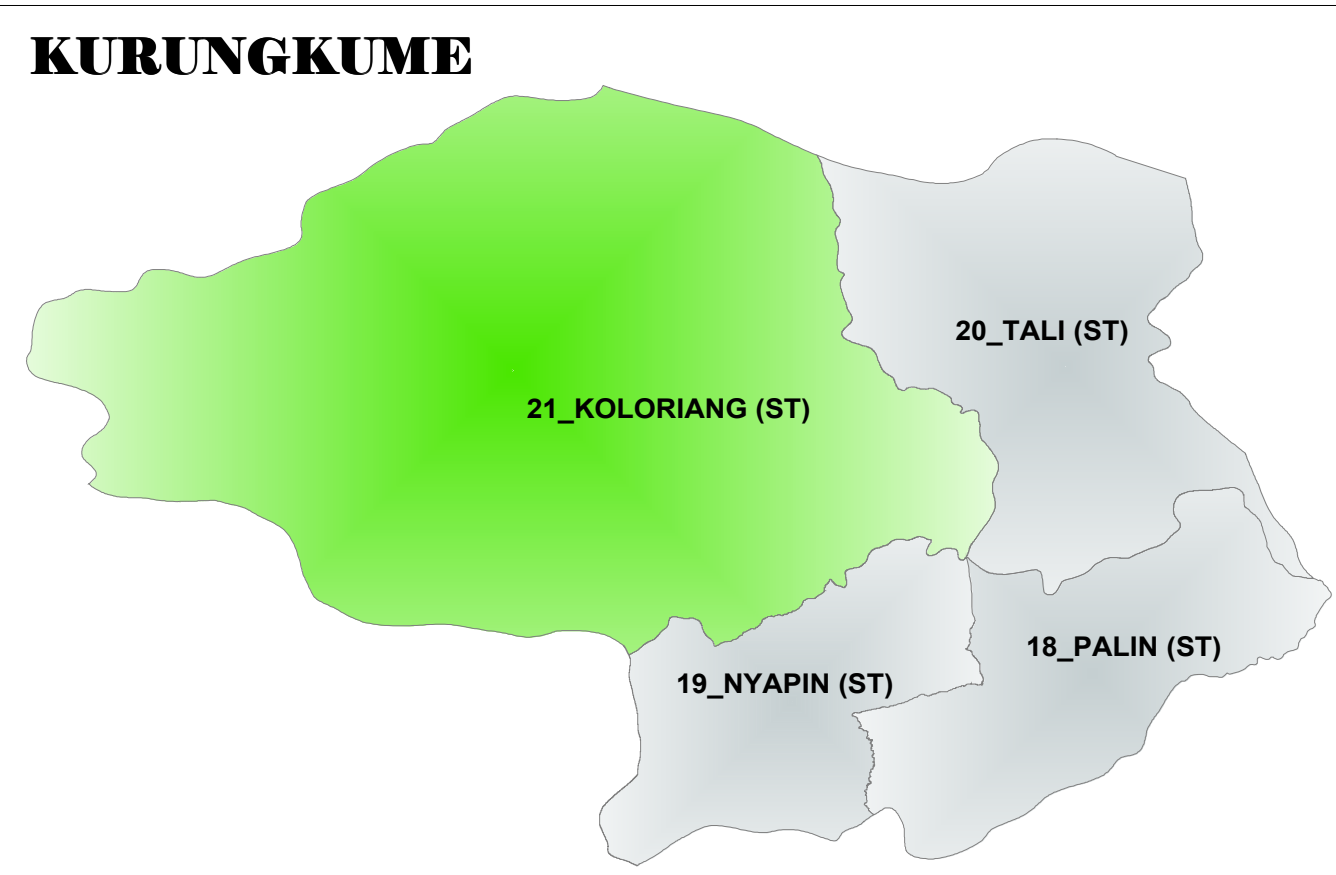 KURUNGKUME
20_TALI (ST)
21_KOLORIANG (ST)
18_PALIN (ST)
19_NYAPIN (ST)